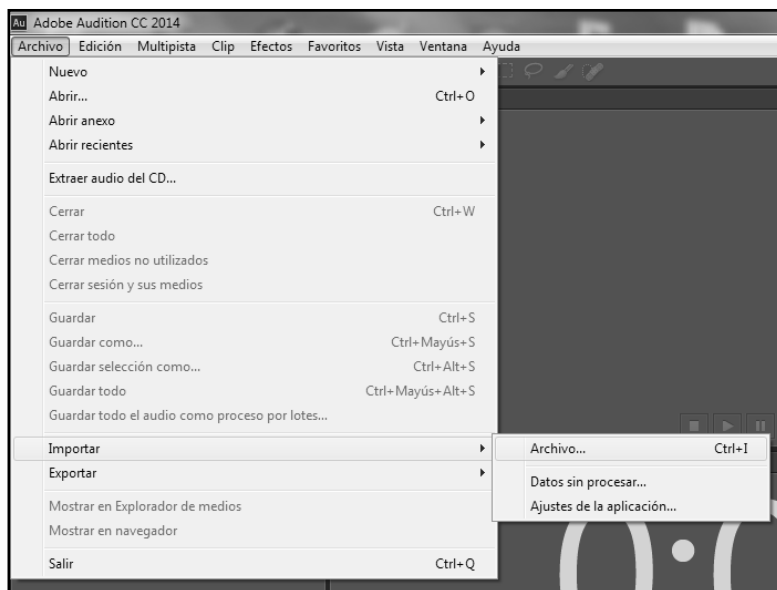 Au Adobe Audition CC 2014
Archivo Edición Multipista Clip Efectos Favoritos Vista Ventana Ayuda
Nuevo
Abrir... Ctrl+O
Abrir anexo
Abrir recientes
Extraer audio del CD...
Cerrar Ctrl+W
Cerrar todo
Cerrar medios no utilizados
Cerrar sesión y sus medios
Guardar Ctrl+S
Guardar como... Ctrl+Mayús+S
Guardar selección como... Ctrl+Alt+S
Guardar todo Ctrl+Mayús+Alt+S
Guardar todo el audio como proceso por lotes...
Importar
Archivo... Ctrl+I
Exportar
Datos sin procesar...
Ajustes de la aplicación...
Mostrar en Explorador de medios
Mostrar en navegador
Salir Ctrl+Q